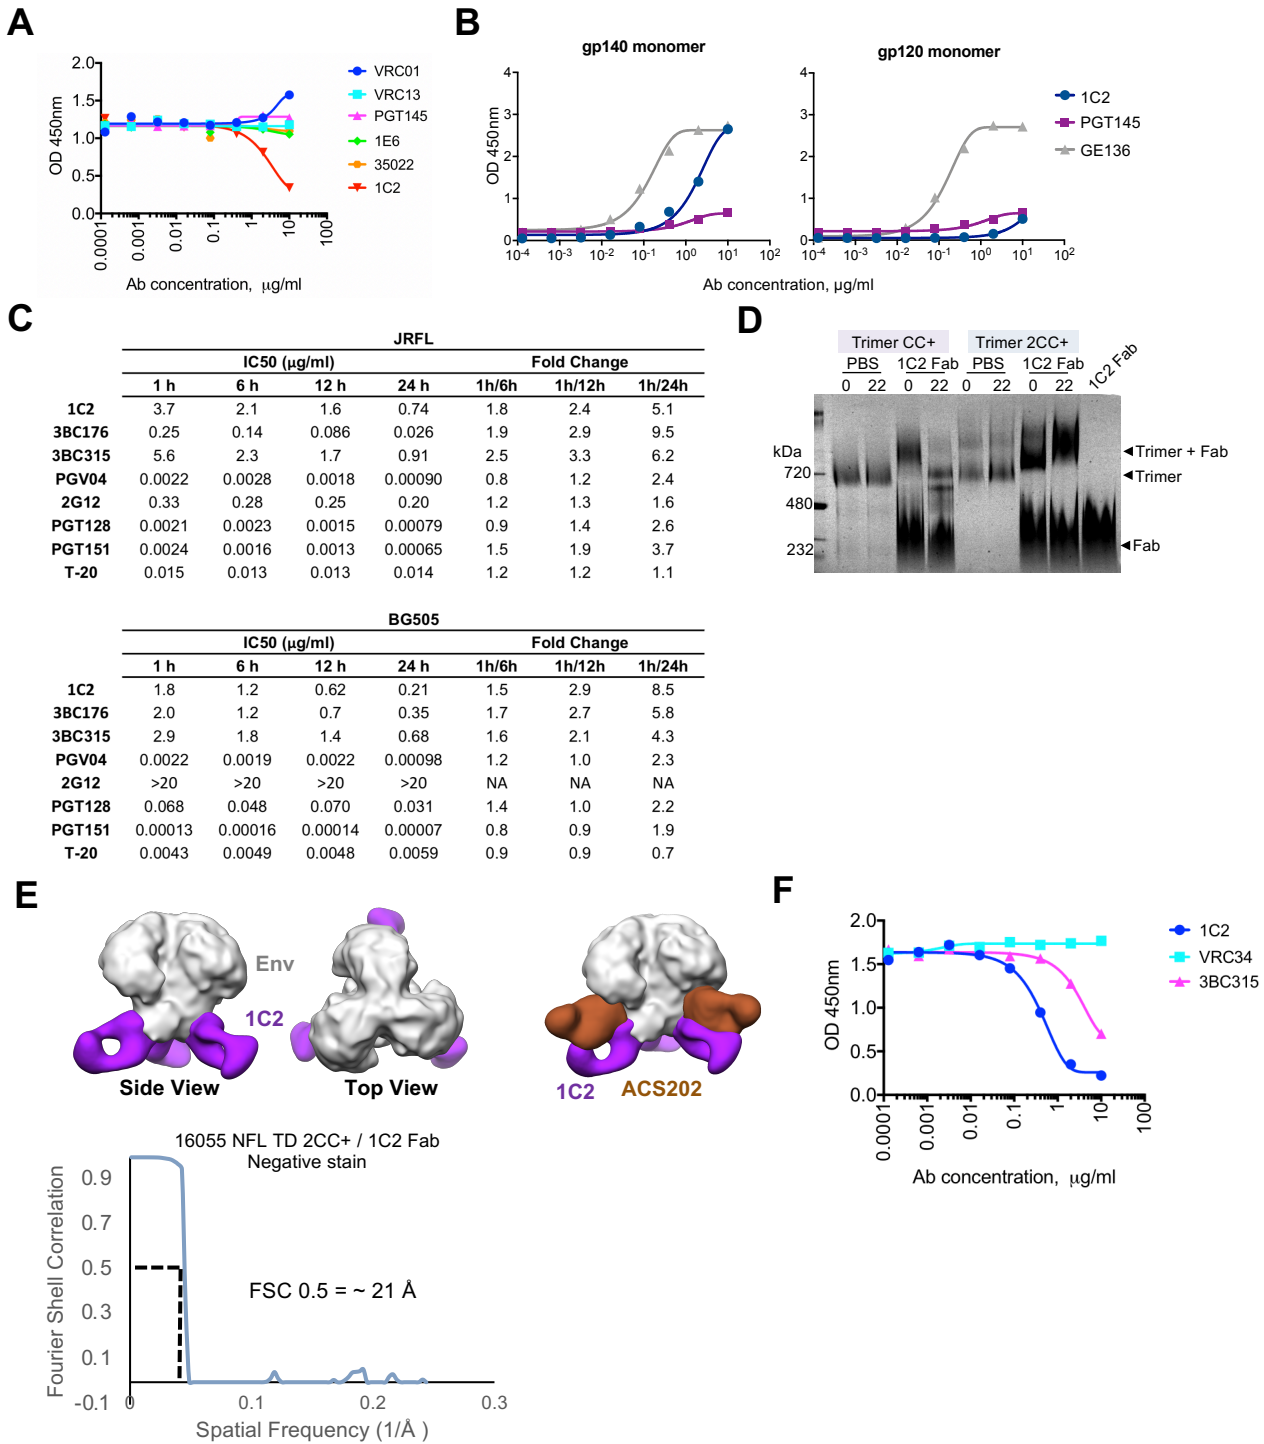 A
2.0
1.5
1.0
0.5
0.0
OD 450nm
0.0001
0.001
0.01
0.1
1
10
100
Ab concentration, μg/ml
VRC01
VRC13
PGT145
1E6
35022
1C2
B
gp140 monomer
gp120 monomer
4
3
2
1
0
OD 450nm
10-4 10-3 10-2 10-1 100 101 102
4
3
2
1
0
10-4 10-3 10-2 10-1 100 101 102
Ab concentration, μg/ml
1C2
PGT145
GE136
C
JRFL
IC50 (μg/ml) Fold Change
1 h 6 h 12 h 24 h 1h/6h 1h/12h 1h/24h
1C2 3.7 2.1 1.6 0.74 1.8 2.4 5.1
3BC176 0.25 0.14 0.086 0.026 1.9 2.9 9.5
3BC315 5.6 2.3 1.7 0.91 2.5 3.3 6.2
PGV04 0.0022 0.0028 0.0018 0.00090 0.8 1.2 2.4
2G12 0.33 0.28 0.25 0.20 1.2 1.3 1.6
PGT128 0.0021 0.0023 0.0015 0.00079 0.9 1.4 2.6
PGT151 0.0024 0.0016 0.0013 0.00065 1.5 1.9 3.7
T-20 0.015 0.013 0.013 0.014 1.2 1.2 1.1
BG505
IC50 (μg/ml) Fold Change
1 h 6 h 12 h 24 h 1h/6h 1h/12h 1h/24h
1C2 1.8 1.2 0.62 0.21 1.5 2.9 8.5
3BC176 2.0 1.2 0.7 0.35 1.7 2.7 5.8
3BC315 2.9 1.8 1.4 0.68 1.6 2.1 4.3
PGV04 0.0022 0.0019 0.0022 0.00098 1.2 1.0 2.3
2G12 >20 >20 >20 >20 NA NA NA
PGT128 0.068 0.048 0.070 0.031 1.4 1.0 2.2
PGT151 0.00013 0.00016 0.00014 0.00007 0.8 0.9 1.9
T-20 0.0043 0.0049 0.0048 0.0059 0.9 0.9 0.7
D
Trimer CC+ Trimer 2CC+
PBS 1C2 Fab PBS 1C2 Fab 1C2 Fab
0 22 0 22 0 22 0 22
kDa
720
480
232
Trimer + Fab
Trimer
Fab
E
Env
1C2
Side View
Top View
1C2 ACS202
16055 NFL TD 2CC+ / 1C2 Fab
Negative stain
Fourier Shell Correlation
0.9
0.7
0.5
0.3
0.1
-0.1
FSC 0.5 = ~ 21 Å
0 0.1 0.2 0.3
Spatial Frequency (1/Å )
F
2.0
1.5
1.0
0.5
0.0
OD 450nm
0.0001
0.001
0.01
0.1
1
10
100
Ab concentration, μg/ml
1C2
VRC34
3BC315